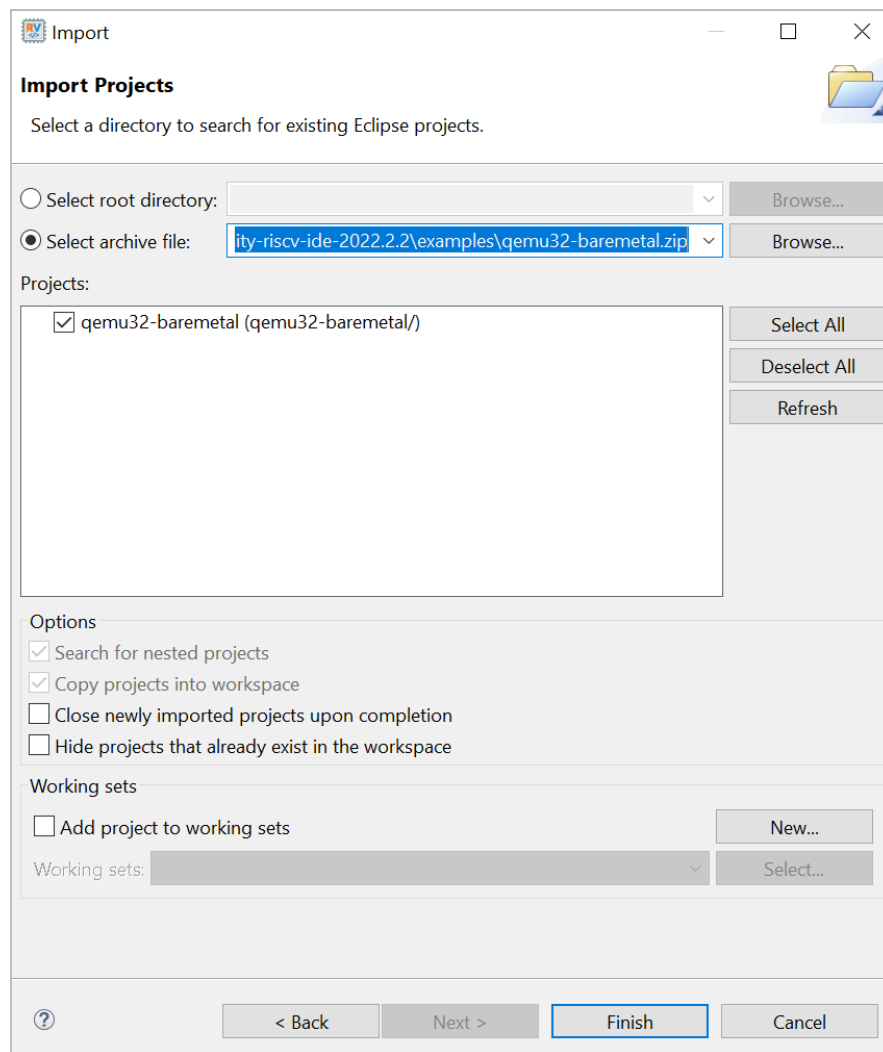 RV
Import
Import Projects
Select a directory to search for existing Eclipse projects.
Select root directory:
Browse...
Select archive file:
ity-riscv-ide-2022.2.2\examples\qemu32-baremetal.zip
Browse...
Projects:
qemu32-baremetal (qemu32-baremetal/)
Select All
Deselect All
Refresh
Options
Search for nested projects
Copy projects into workspace
Close newly imported projects upon completion
Hide projects that already exist in the workspace
Working sets
Add project to working sets
New...
Working sets:
Select...
?
< Back
Next >
Finish
Cancel